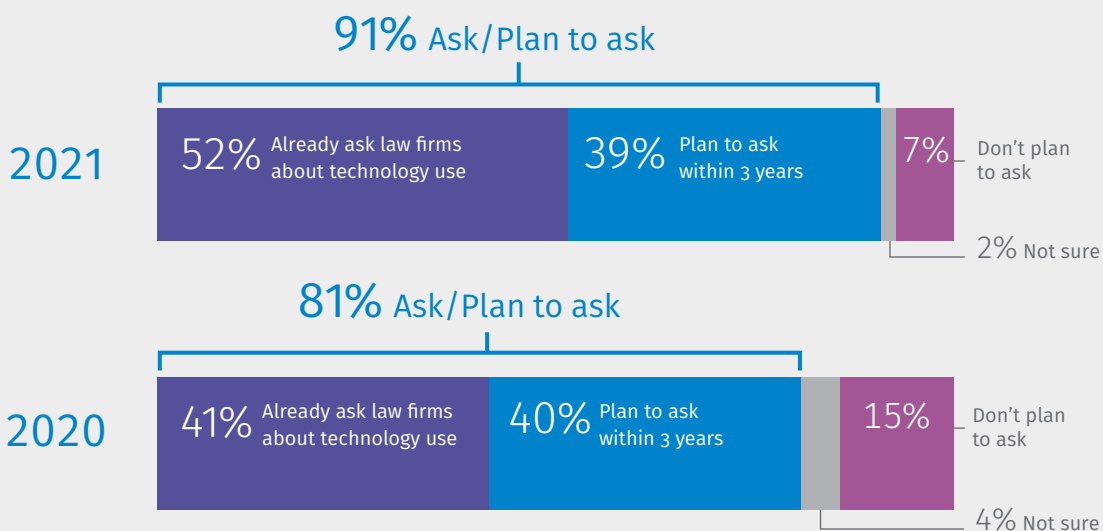 91% Ask/Plan to ask
2021
52% Already ask law firms
about technology use
39% Plan to ask
within 3 years
7%
Don't plan
to ask
2% Not sure
81% Ask/Plan to ask
2020
41% Already ask law firms
about technology use
40% Plan to ask
within 3 years
15%
Don't plan
to ask
4% Not sure